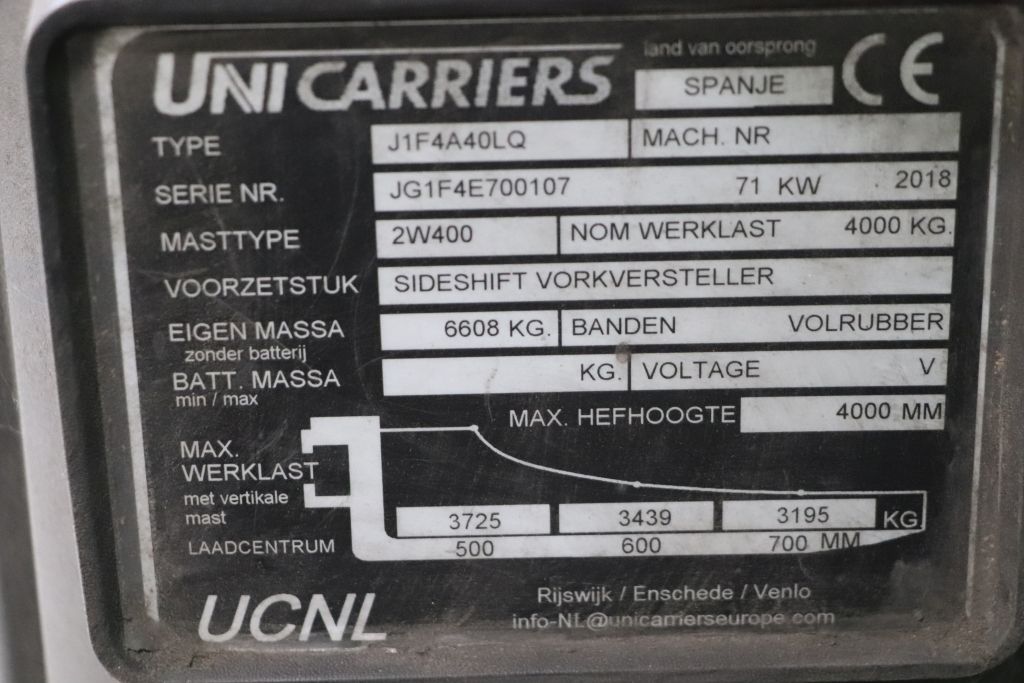 UNICARRIERS
land van oorsprong
SPANJE
CE
TYPE J1F4A40LQ MACH. NR
SERIE NR. JG1F4E700107 71 KW 2018
MASTTYPE 2W400 NOM WERKLAST 4000 KG.
VOORZETSTUK SIDESHIFT VORKVERSTELLER
EIGEN MASSA 6608 KG. BANDEN VOLRUBBER
zonder batterij
BATT. MASSA KG. VOLTAGE V
min / max
MAX. HEFHOOGTE 4000 MM
MAX.
WERKLAST
met vertikale
mast
3725 3439 3195 KG
LAADCENTRUM 500 600 700 MM
UCNL
Rijswijk / Enschede / Venlo
info-NL@unicarrierseurope.com